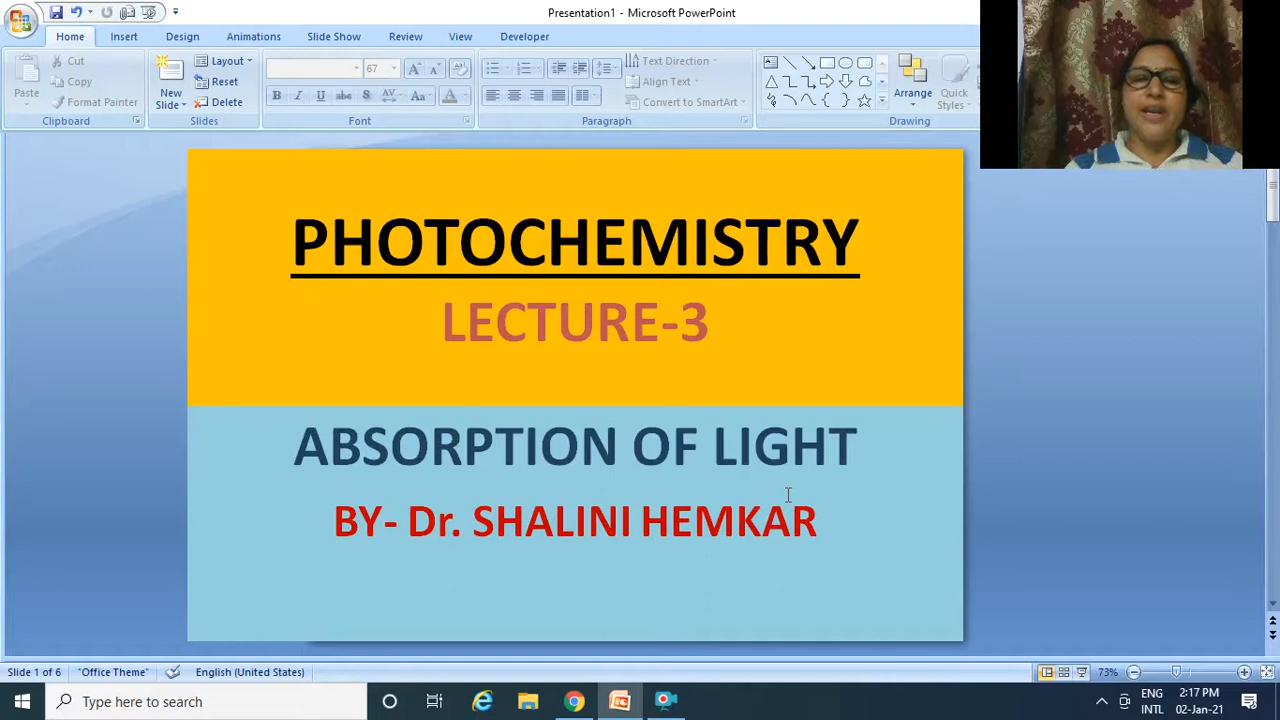 Presentation1 - Microsoft PowerPoint
Home Insert Design Animations Slide Show Review View Developer
Paste
Cut
Copy
Format Painter
Clipboard
New Slide
Layout
Reset
Delete
Slides
67
B I U abc S AV Aa A
Font
Text Direction
Align Text
Convert to SmartArt
Paragraph
Arrange
Quick Styles
Drawing
PHOTOCHEMISTRY
LECTURE-3
ABSORPTION OF LIGHT
BY- Dr. SHALINI HEMKAR
Slide 1 of 6 "Office Theme" English (United States) 73%
Type here to search
ENG
INTL
2:17 PM
02-Jan-21